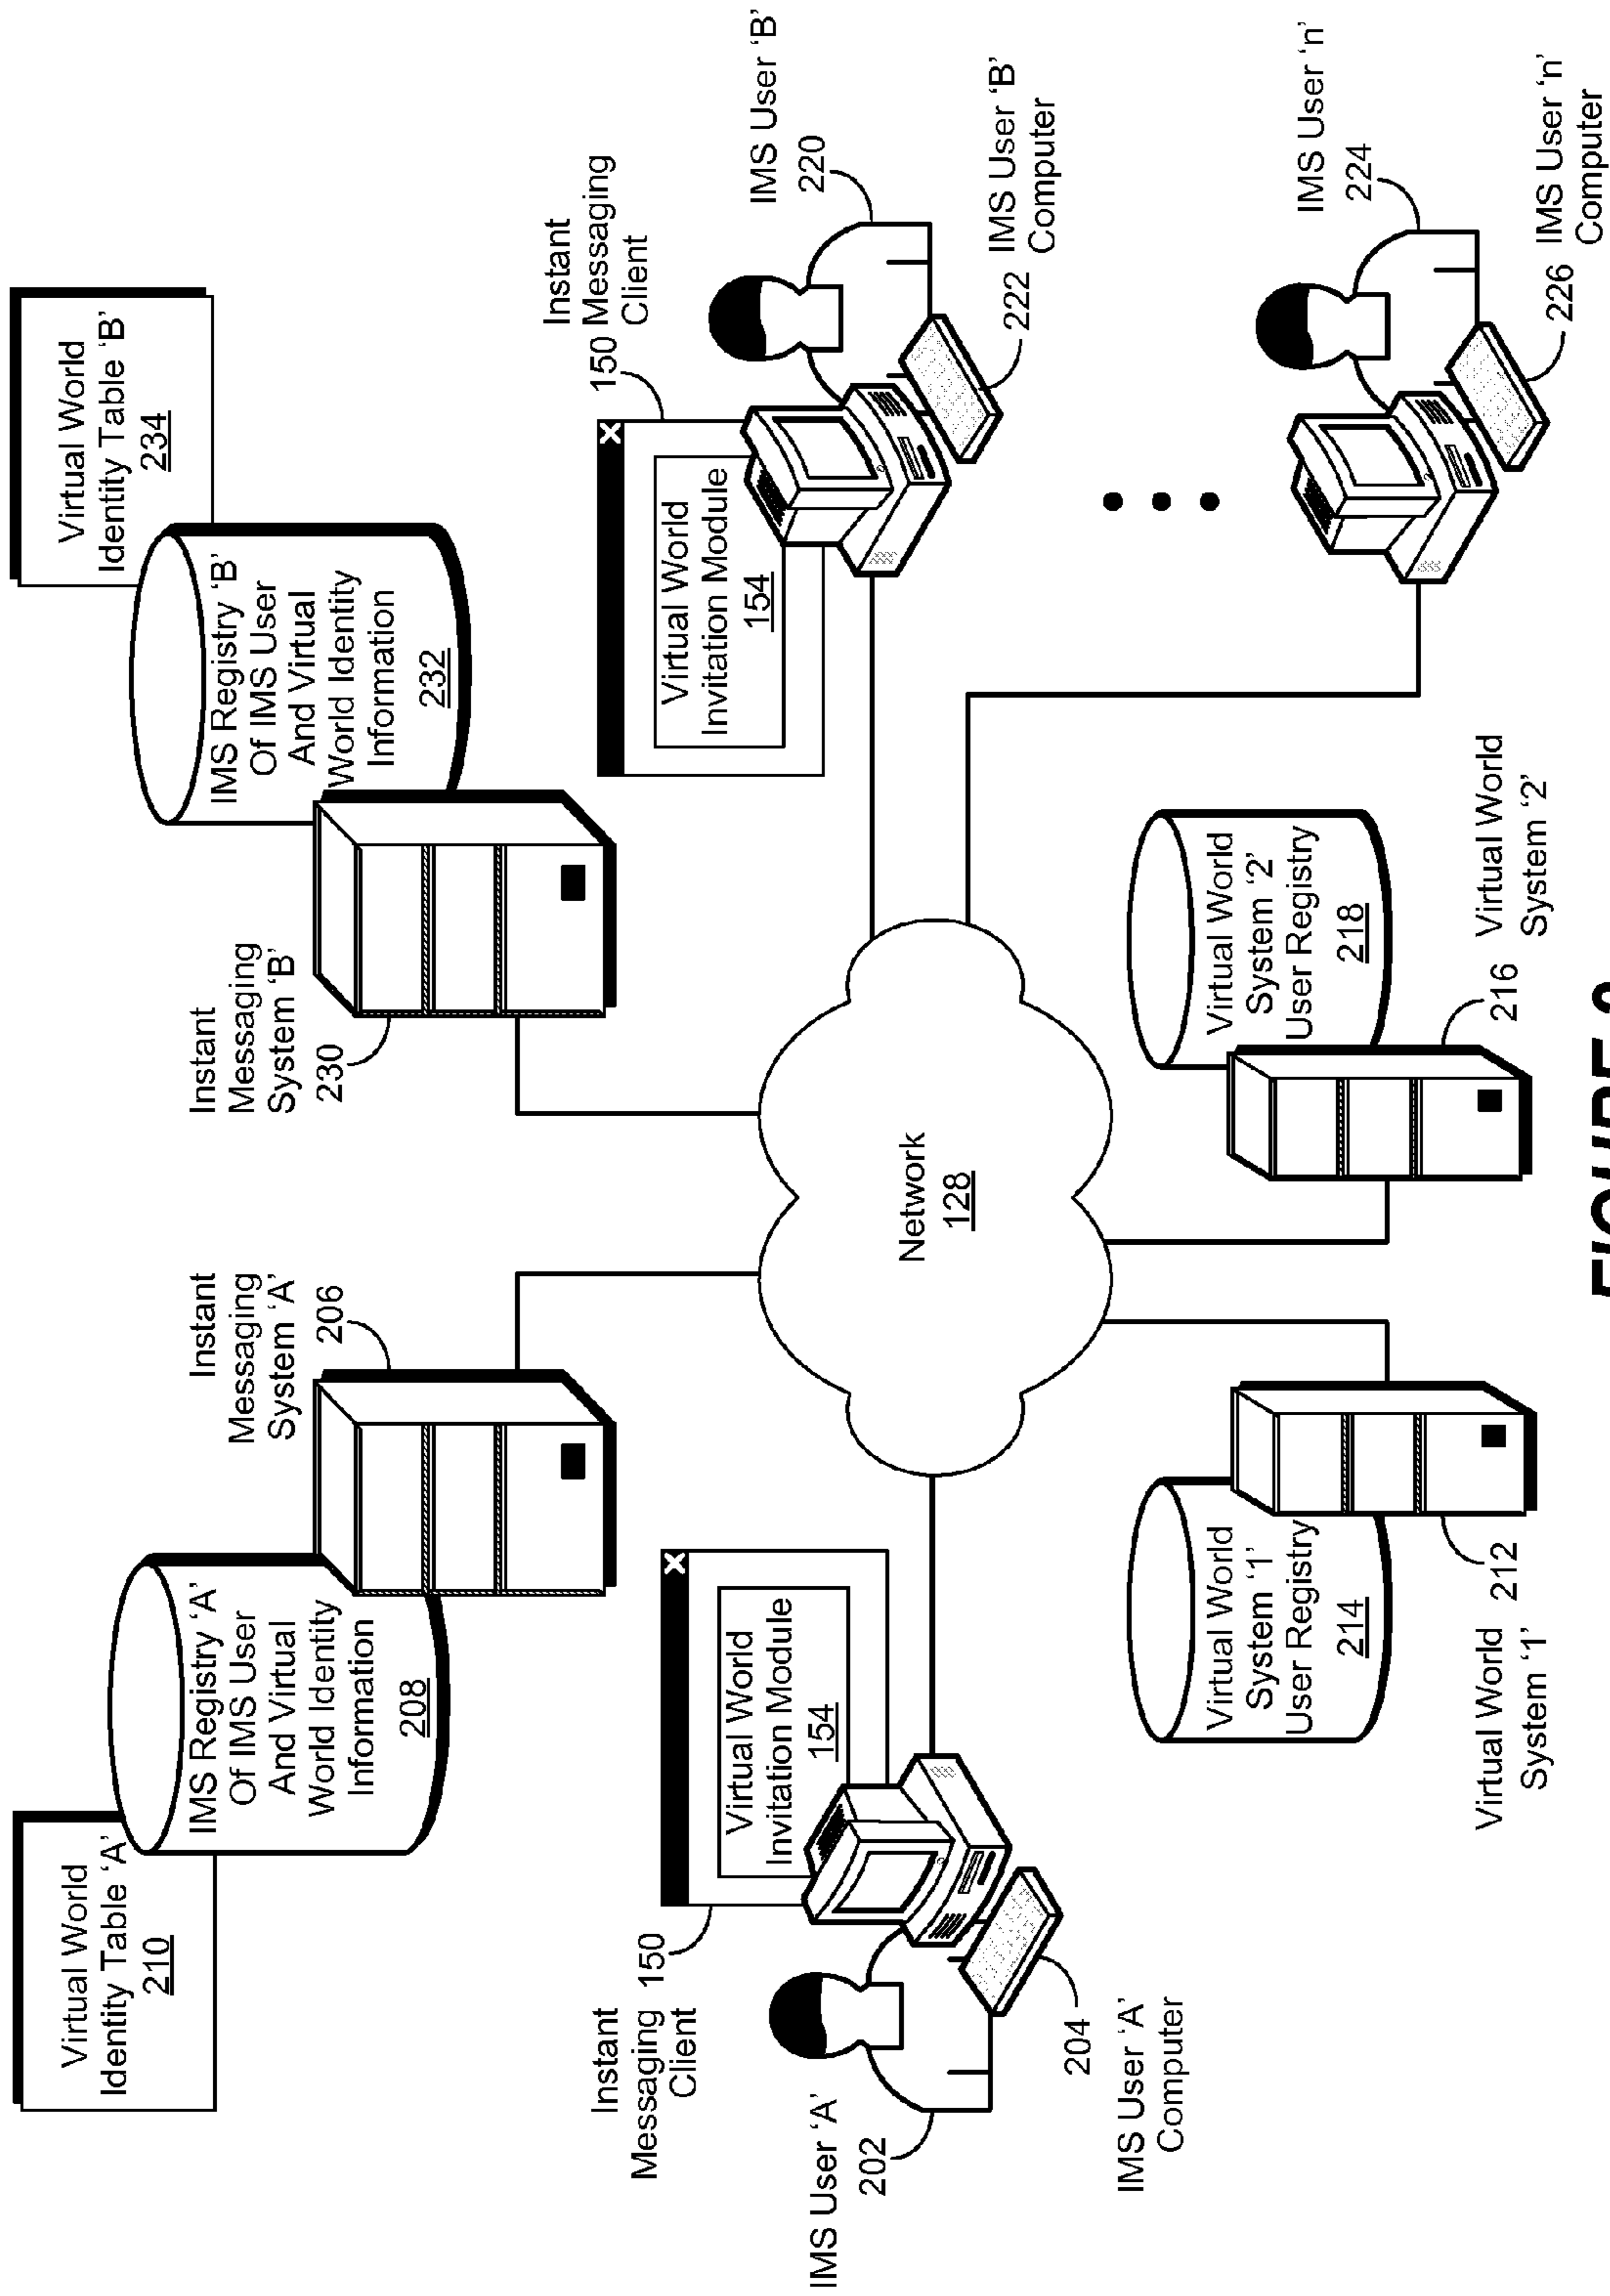 Virtual World
Identity Table ‘A’
210
IMS Registry ‘A’
Of IMS User
And Virtual
World Identity
Information
208
Instant
Messaging
System ‘A’
206
Instant
Messaging
System ‘B’
230
IMS Registry ‘B’
Of IMS User
And Virtual
World Identity
Information
232
Virtual World
Identity Table ‘B’
234
Instant
Messaging 150
Client
X
Virtual World
Invitation Module
154
IMS User ‘A’
202
204
IMS User ‘A’
Computer
Network
128
Instant
150 Messaging
Client
X
Virtual World
Invitation Module
154
IMS User ‘B’
220
222
IMS User ‘B’
Computer
IMS User ‘n’
224
226
IMS User ‘n’
Computer
Virtual World
System ‘1’
User Registry
214
Virtual World 212
System ‘1’
Virtual World
System ‘2’
User Registry
218
216 Virtual World
System ‘2’